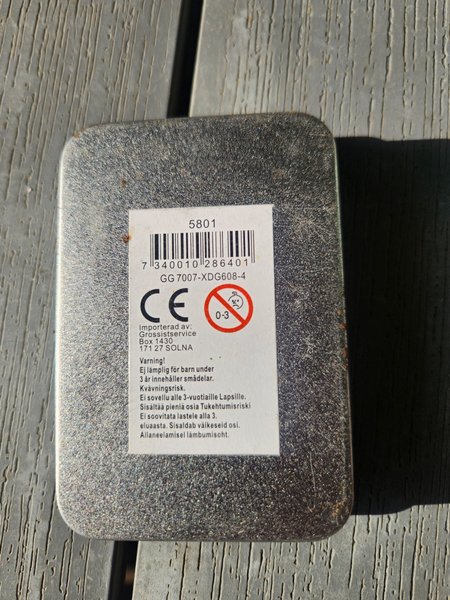 5801
7 340010 286401
GG 7007-XDG608-4
CE
0-3
Importerad av:
Grossistservice
Box 1430
171 27 SOLNA
Varning!
Ej lämplig för barn under
3 år innehåller smådelar.
Kvävningsrisk.
Ei sovellu alle 3-vuotiaille Lapsille.
Sisältää pieniä osia Tukehtumisriski
Ei soovitata lastele alla 3.
eluaasta. Sisaldab väikeseid osi.
Allaneelamisel lämbumischt.